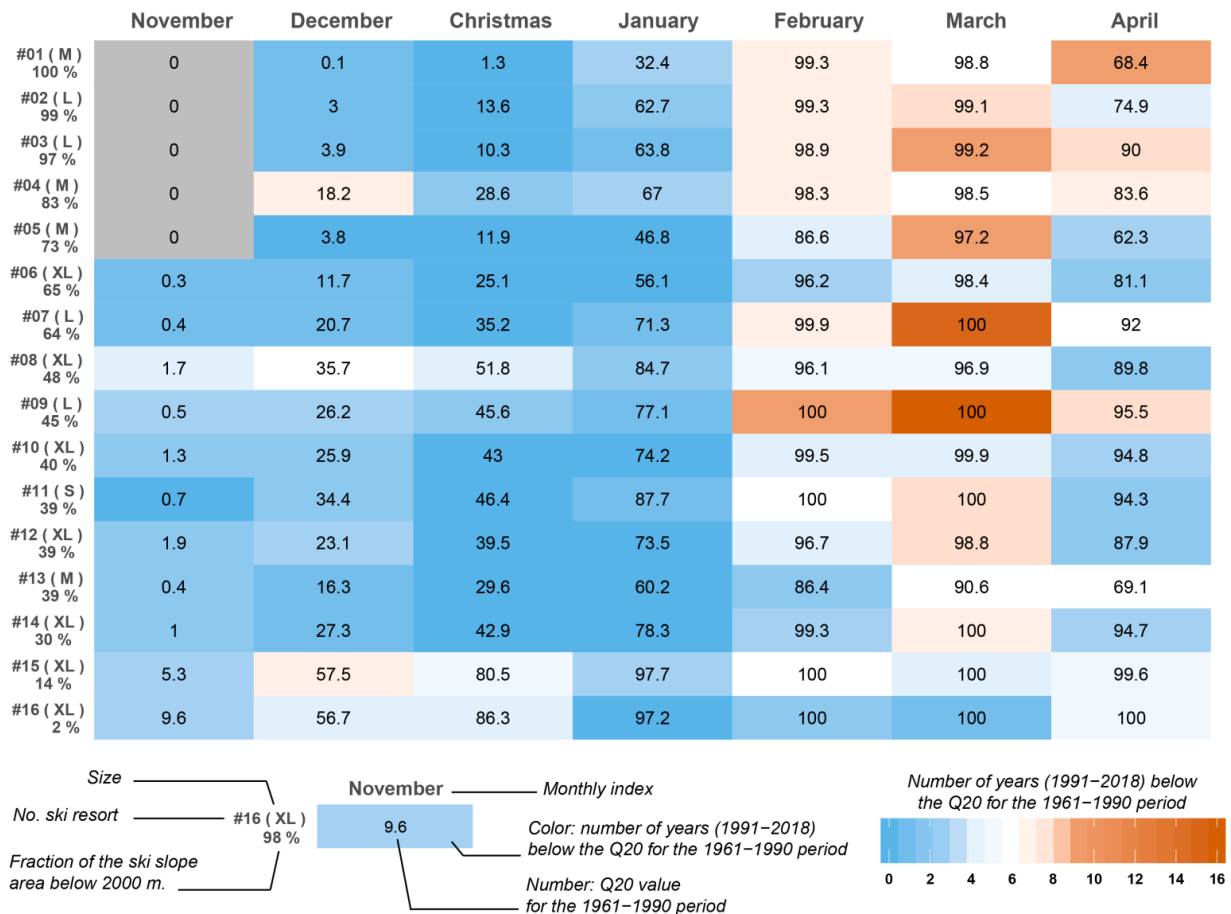 November December Christmas January February March April
#01 ( M )
100 %
0 0.1 1.3 32.4 99.3 98.8 68.4
#02 ( L )
99 %
0 3 13.6 62.7 99.3 99.1 74.9
#03 ( L )
97 %
0 3.9 10.3 63.8 98.9 99.2 90
#04 ( M )
83 %
0 18.2 28.6 67 98.3 98.5 83.6
#05 ( M )
73 %
0 3.8 11.9 46.8 86.6 97.2 62.3
#06 ( XL )
65 %
0.3 11.7 25.1 56.1 96.2 98.4 81.1
#07 ( L )
64 %
0.4 20.7 35.2 71.3 99.9 100 92
#08 ( XL )
48 %
1.7 35.7 51.8 84.7 96.1 96.9 89.8
#09 ( L )
45 %
0.5 26.2 45.6 77.1 100 100 95.5
#10 ( XL )
40 %
1.3 25.9 43 74.2 99.5 99.9 94.8
#11 ( S )
39 %
0.7 34.4 46.4 87.7 100 100 94.3
#12 ( XL )
39 %
1.9 23.1 39.5 73.5 96.7 98.8 87.9
#13 ( M )
39 %
0.4 16.3 29.6 60.2 86.4 90.6 69.1
#14 ( XL )
30 %
1 27.3 42.9 78.3 99.3 100 94.7
#15 ( XL )
14 %
5.3 57.5 80.5 97.7 100 100 99.6
#16 ( XL )
2 %
9.6 56.7 86.3 97.2 100 100 100
Size
No. ski resort
Fraction of the ski slope
area below 2000 m.
#16 ( XL )
98 %
November
9.6
Monthly index
Color: number of years (1991−2018)
below the Q20 for the 1961−1990 period
Number: Q20 value
for the 1961−1990 period
Number of years (1991−2018) below
the Q20 for the 1961−1990 period
0 2 4 6 8 10 12 14 16